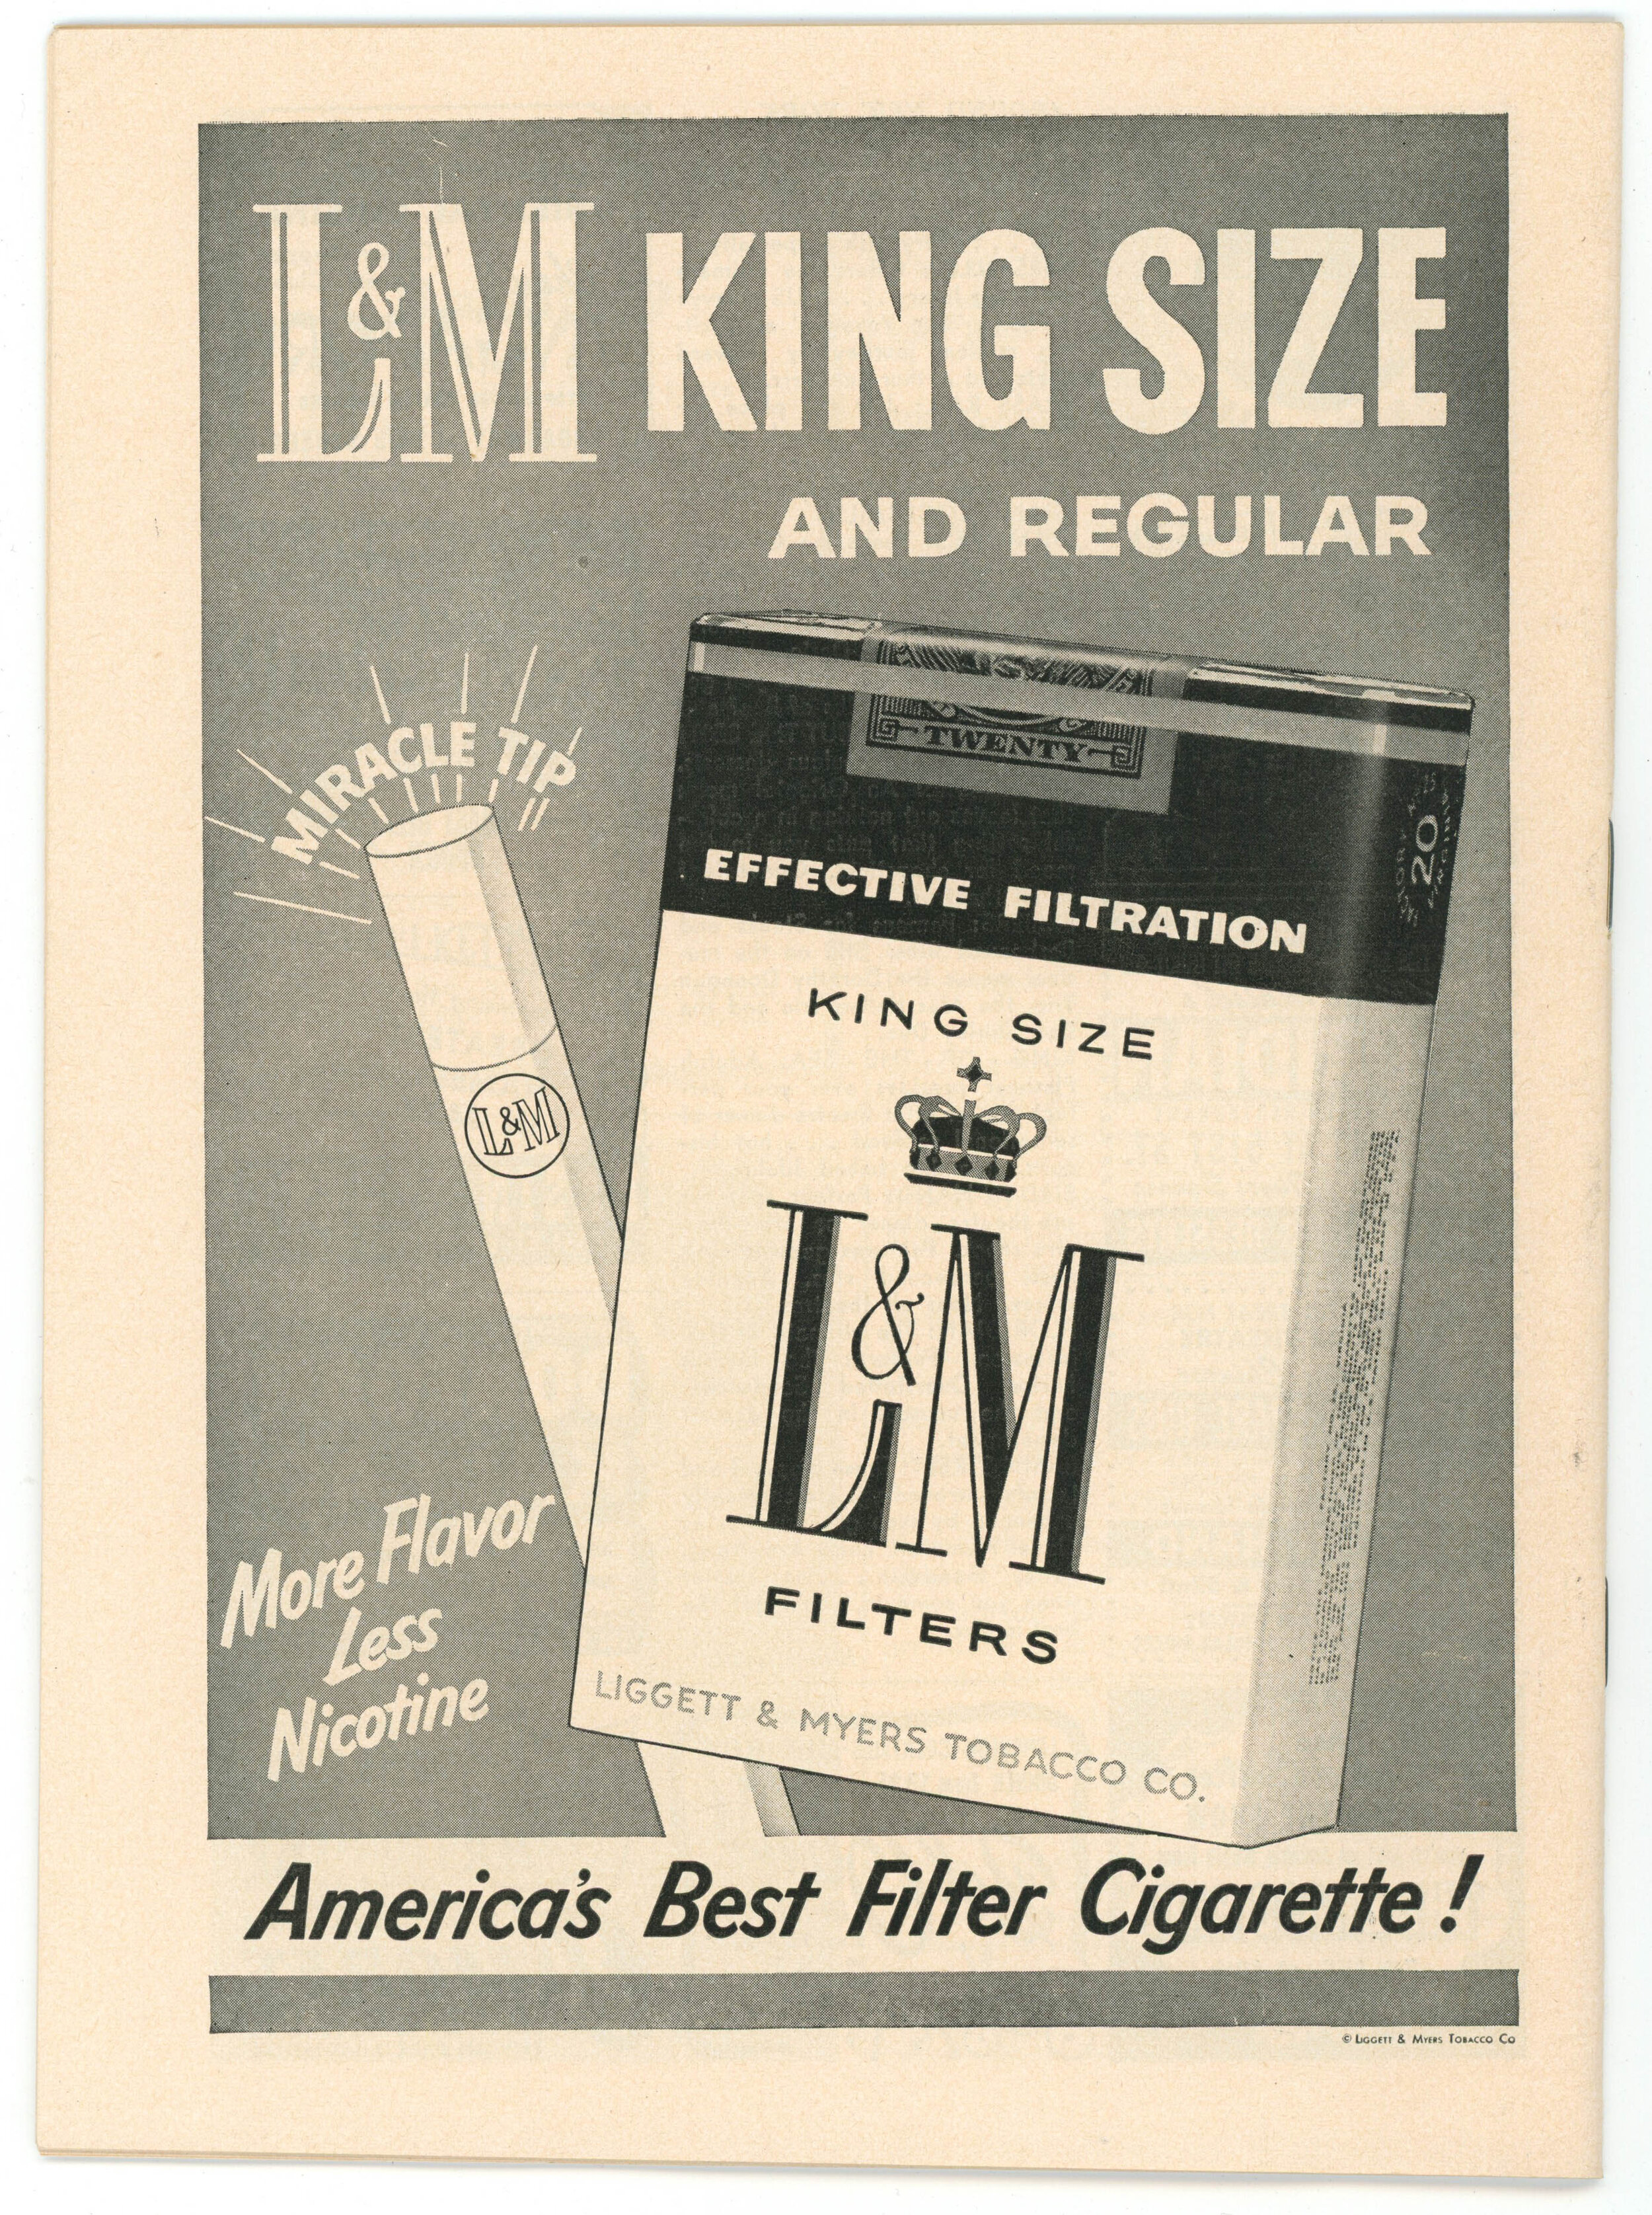 L&M KING SIZE
AND REGULAR
MIRACLE TIP
TWENTY
20
EFFECTIVE FILTRATION
KING SIZE
L&M
L&M
FILTERS
LIGGETT & MYERS TOBACCO CO.
More Flavor
Less
Nicotine
America's Best Filter Cigarette!
© LIGGETT & MYERS TOBACCO CO